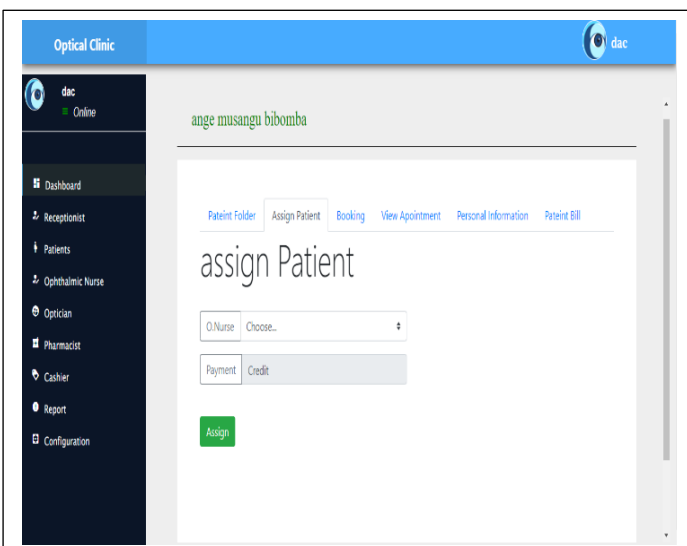 Optical Clinic
dac
dac
Online
ange musangu bibomba
Dashboard
Receptionist
Patients
Ophthalmic Nurse
Optician
Pharmacist
Cashier
Report
Configuration
Pateint Folder Assign Patient Booking View Apointment Personal Information Pateint Bill
assign Patient
O.Nurse Choose...
Payment Credit
Assign